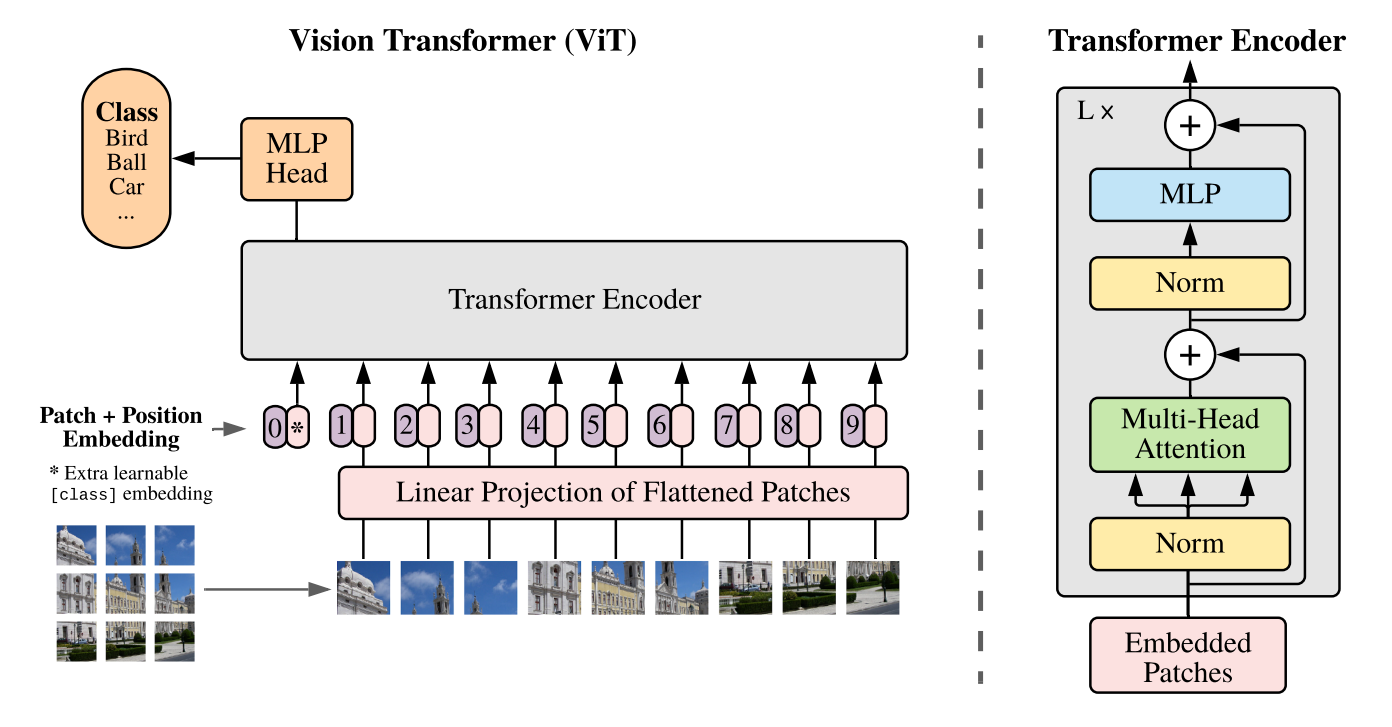 Vision Transformer (ViT)
Class
Bird
Ball
Car
...
MLP
Head
Transformer Encoder
Patch + Position
Embedding
* Extra learnable
[class] embedding
0 * 1 2 3 4 5 6 7 8 9
Linear Projection of Flattened Patches
Transformer Encoder
L x
+
MLP
Norm
+
Multi-Head
Attention
Norm
Embedded
Patches